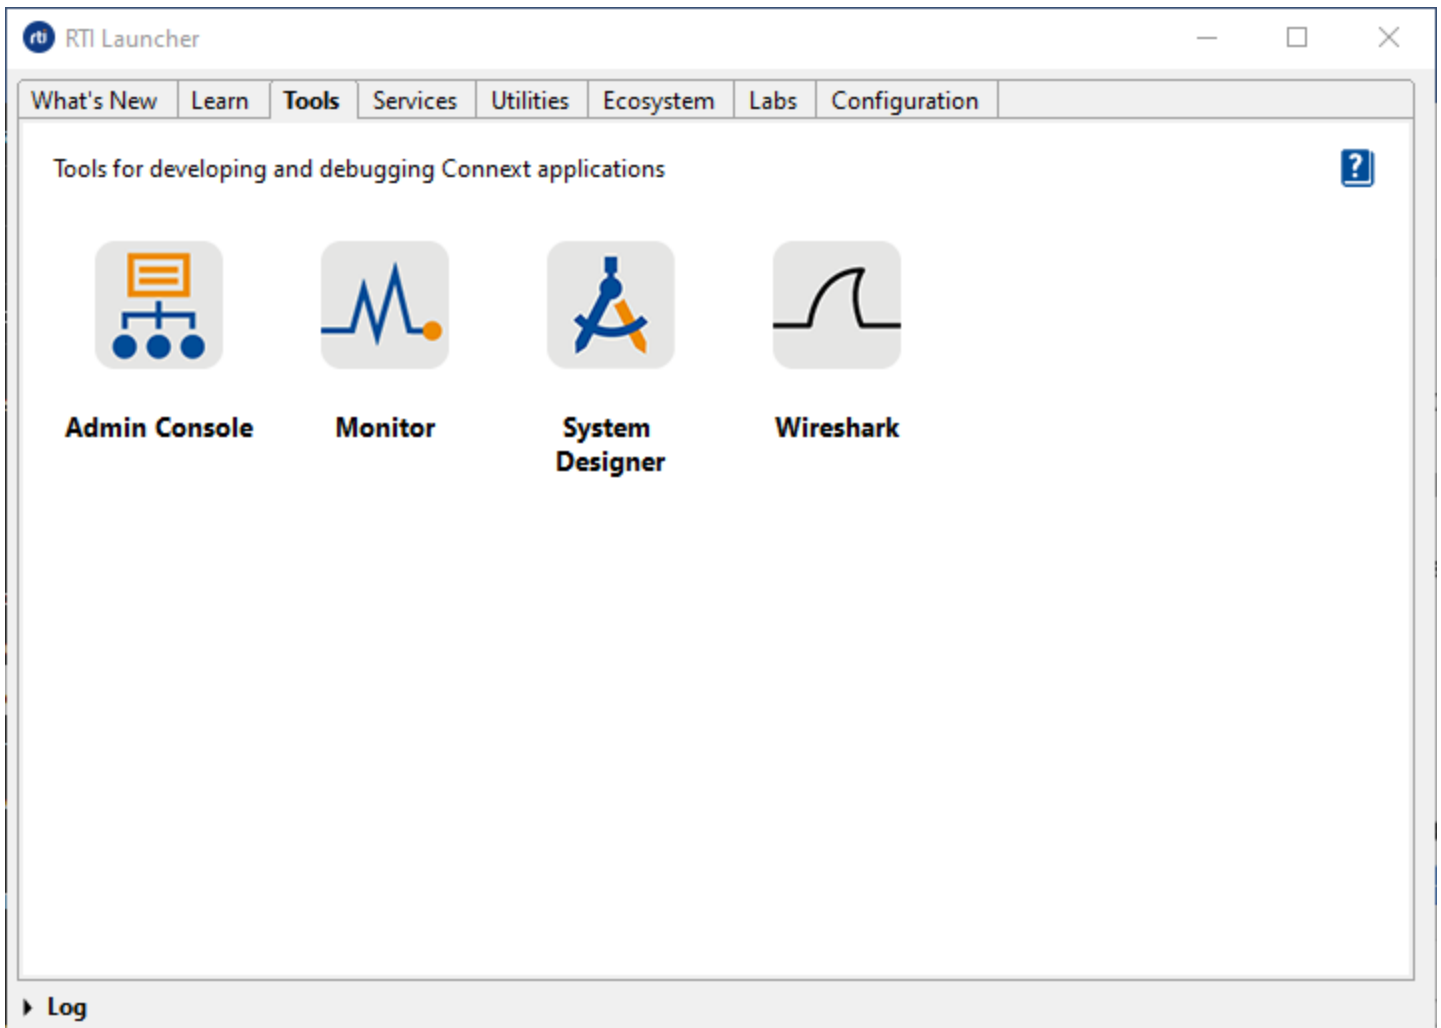 rti RTI Launcher
What's New Learn Tools Services Utilities Ecosystem Labs Configuration
Tools for developing and debugging Connext applications ?
Admin Console Monitor System Designer Wireshark
Log